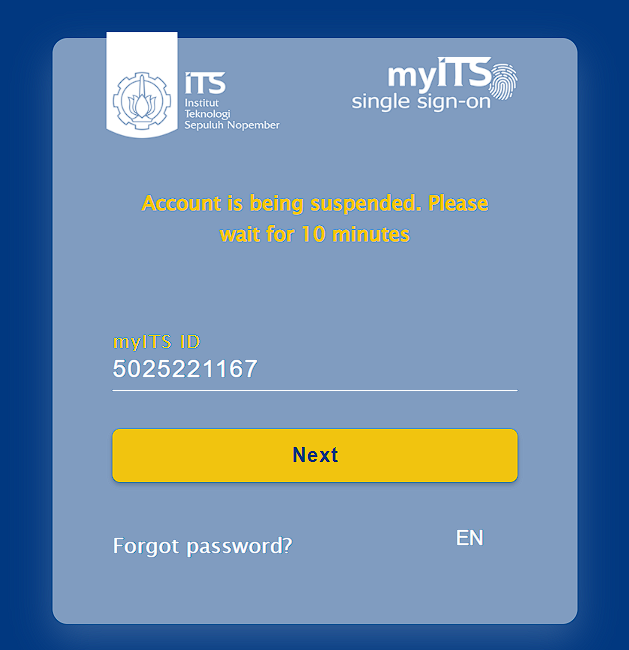 iTS
Institut
Teknologi
Sepuluh Nopember
myITS
single sign-on
Account is being suspended. Please
wait for 10 minutes
myITS ID
5025221167
Next
Forgot password?
EN